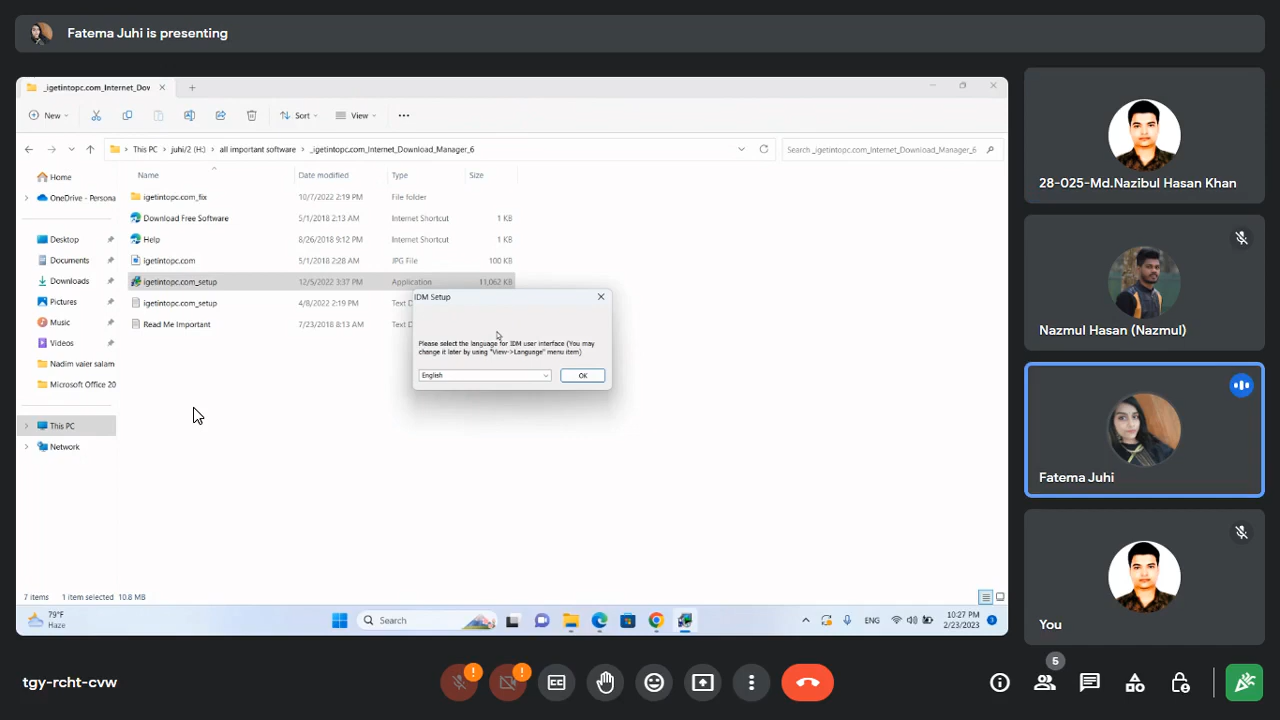 Fatema Juhi is presenting
_igetintopc.com_Internet_Dov
New
Sort
View
This PC > juhi/2 (H:) > all important software > _igetintopc.com_Internet_Download_Manager_6
Search _igetintopc.com_Internet_Download_Manager_6
Name Date modified Type Size
Home
OneDrive - Persona
Desktop
Documents
Downloads
Pictures
Music
Videos
Nadim vaier salam
Microsoft Office 20
This PC
Network
igetintopc.com_fix 10/7/2022 2:19 PM File folder
Download Free Software 5/1/2018 2:13 AM Internet Shortcut 1 KB
Help 8/26/2018 9:12 PM Internet Shortcut 1 KB
igetintopc.com 5/1/2018 2:28 AM JPG File 100 KB
igetintopc.com_setup 12/5/2022 3:37 PM Application 11,062 KB
igetintopc.com_setup 4/8/2022 2:19 PM Text D
Read Me Important 7/23/2018 8:13 AM Text D
IDM Setup
Please select the language for IDM user interface (You may
change it later by using "View->Language" menu item)
English
OK
7 items 1 item selected 10.8 MB
79°F
Haze
Search
ENG
10:27 PM
2/23/2023
3
28-025-Md.Nazibul Hasan Khan
Nazmul Hasan (Nazmul)
Fatema Juhi
You
tgy-rcht-cvw
5